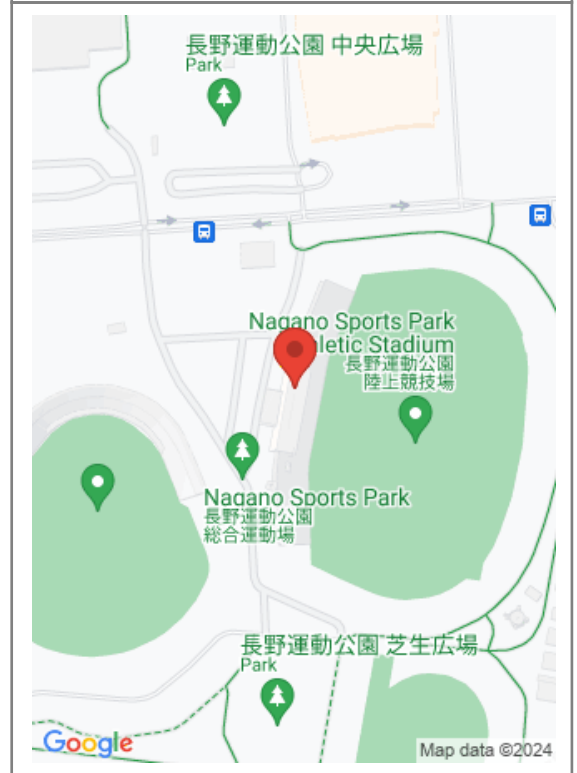 長野運動公園 中央広場
Park
Nagano Sports Park
letic Stadium
長野運動公園
陸上競技場
Nagano Sports Park
長野運動公園
総合運動場
長野運動公園 芝生広場
Park
Google
Map data ©2024